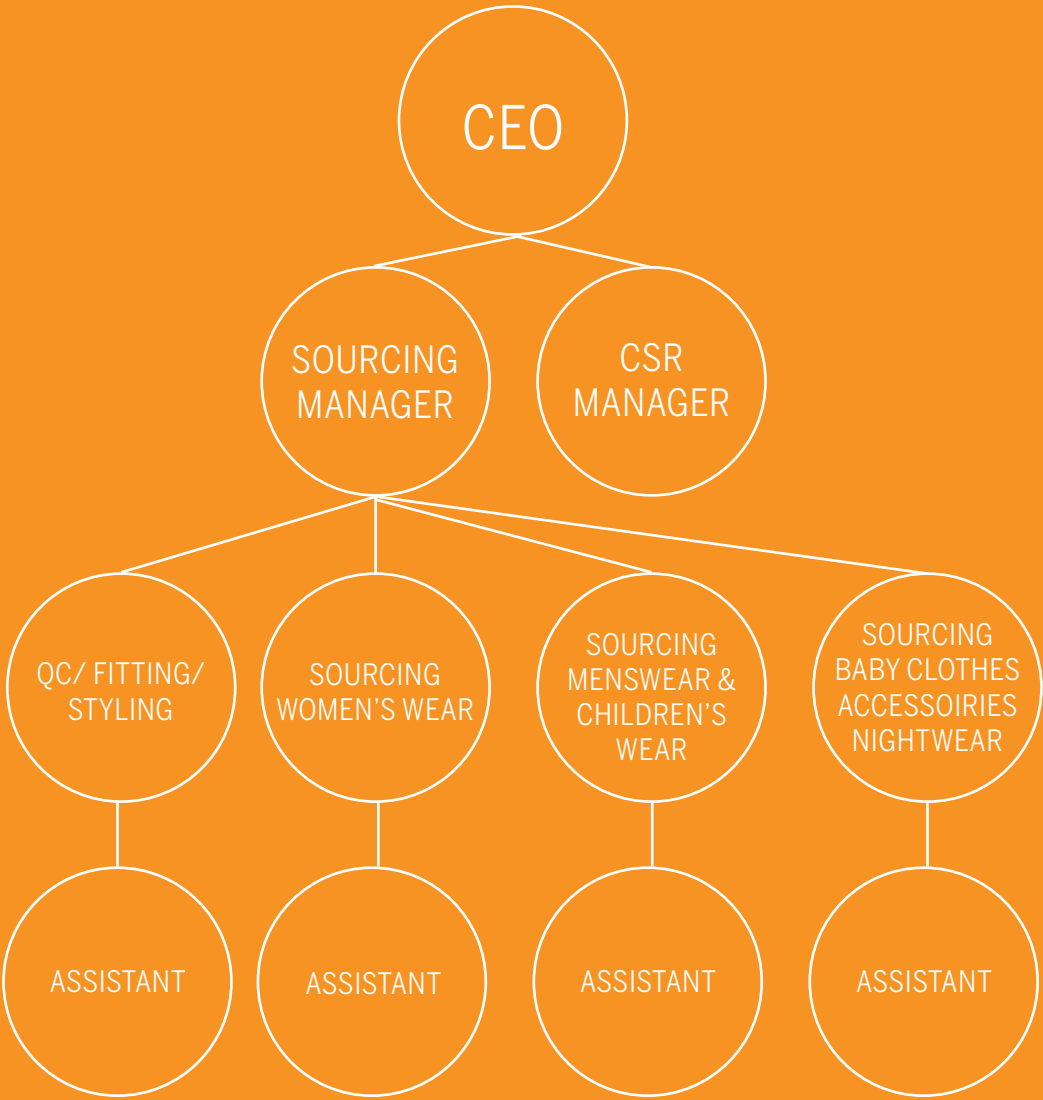 CEO
SOURCING
MANAGER
CSR
MANAGER
QC/ FITTING/
STYLING
SOURCING
WOMEN'S WEAR
SOURCING
MENSWEAR &
CHILDREN'S
WEAR
SOURCING
BABY CLOTHES
ACCESSOIRIES
NIGHTWEAR
ASSISTANT
ASSISTANT
ASSISTANT
ASSISTANT